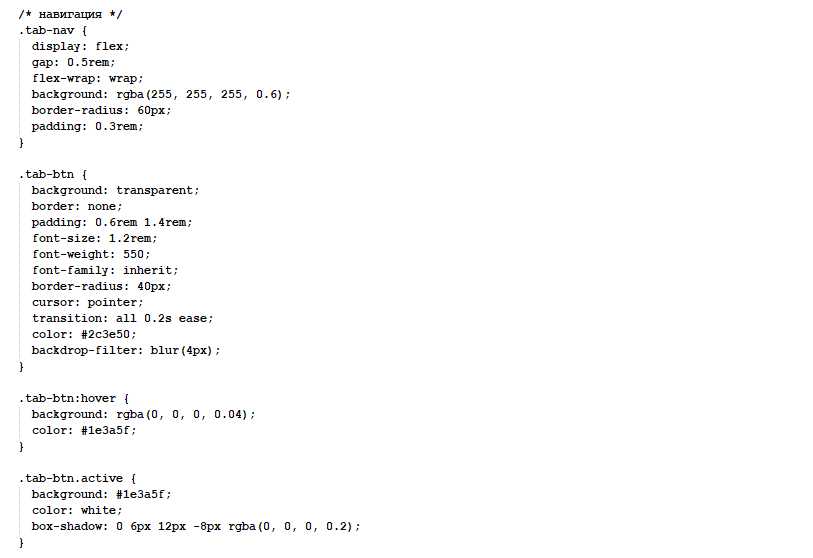 /* навигация */
.tab-nav {
  display: flex;
  gap: 0.5rem;
  flex-wrap: wrap;
  background: rgba(255, 255, 255, 0.6);
  border-radius: 60px;
  padding: 0.3rem;
}

.tab-btn {
  background: transparent;
  border: none;
  padding: 0.6rem 1.4rem;
  font-size: 1.2rem;
  font-weight: 550;
  font-family: inherit;
  border-radius: 40px;
  cursor: pointer;
  transition: all 0.2s ease;
  color: #2c3e50;
  backdrop-filter: blur(4px);
}

.tab-btn:hover {
  background: rgba(0, 0, 0, 0.04);
  color: #1e3a5f;
}

.tab-btn.active {
  background: #1e3a5f;
  color: white;
  box-shadow: 0 6px 12px -8px rgba(0, 0, 0, 0.2);
}